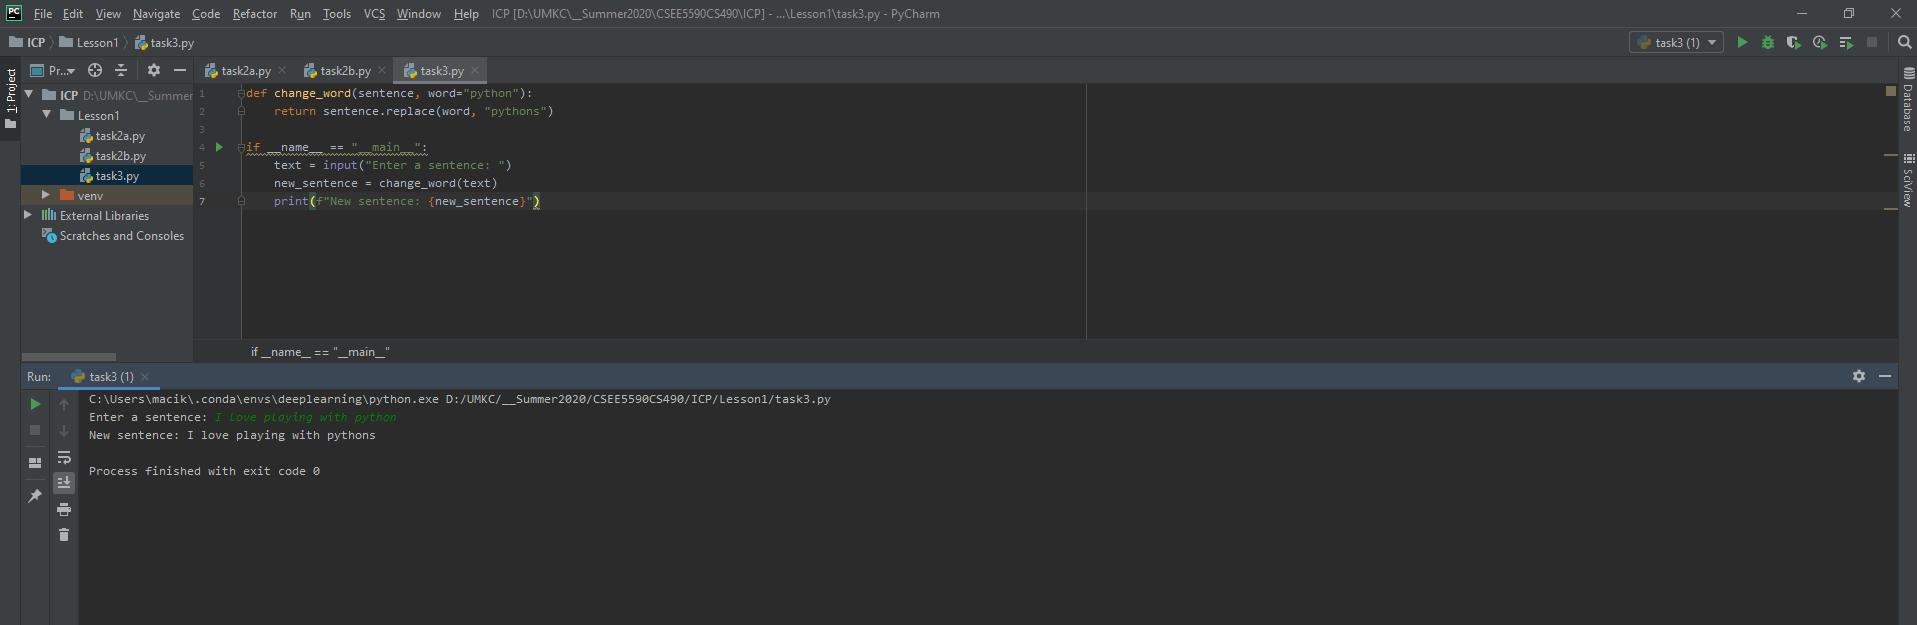 PC File Edit View Navigate Code Refactor Run Tools VCS Window Help ICP [D:\UMKC\__Summer2020\CSEE5590CS490\ICP] - ...\Lesson1\task3.py - PyCharm
ICP Lesson1 task3.py task3 (1)
1: Project
Pr...
task2a.py task2b.py task3.py
ICP D:\UMKC\__Summer
Lesson1
task2a.py
task2b.py
task3.py
venv
External Libraries
Scratches and Consoles
1 def change_word(sentence, word="python"):
2 return sentence.replace(word, "pythons")
3
4 if __name__ == "__main__":
5 text = input("Enter a sentence: ")
6 new_sentence = change_word(text)
7 print(f"New sentence: {new_sentence}")
if __name__ == "__main__"
Database
SciView
Run: task3 (1)
C:\Users\macik\.conda\envs\deeplearning\python.exe D:/UMKC/__Summer2020/CSEE5590CS490/ICP/Lesson1/task3.py
Enter a sentence: I love playing with python
New sentence: I love playing with pythons
Process finished with exit code 0